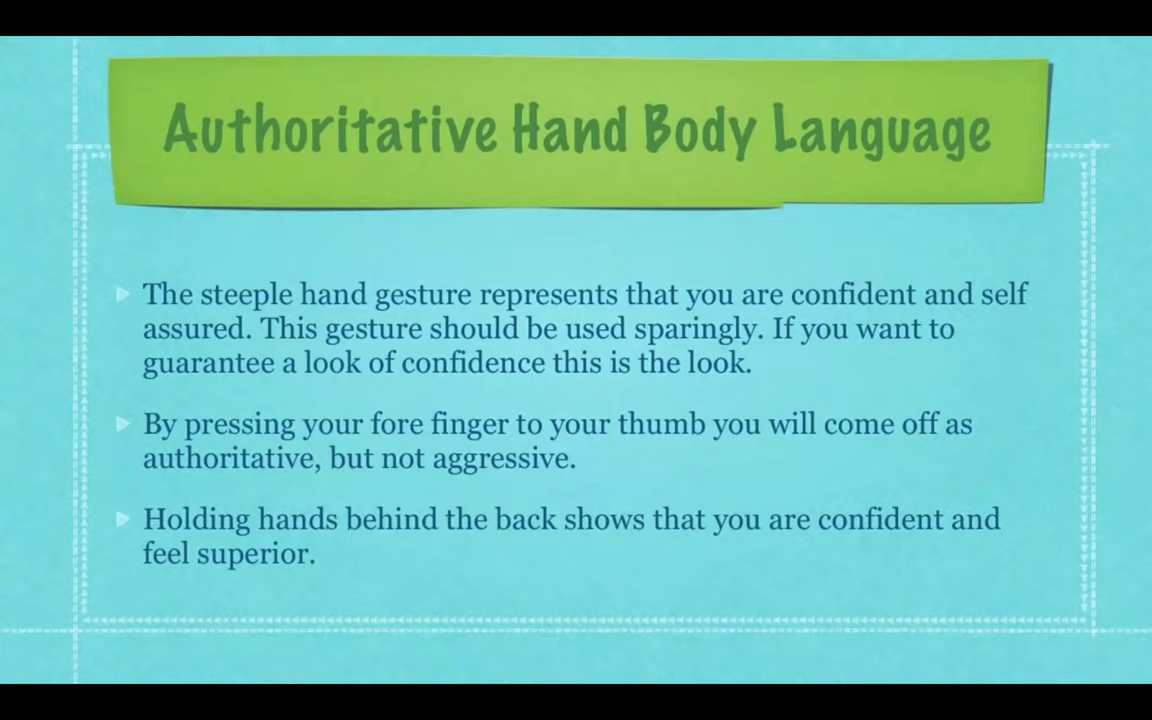 Authoritative Hand Body Language
The steeple hand gesture represents that you are confident and self
assured. This gesture should be used sparingly. If you want to
guarantee a look of confidence this is the look.
By pressing your fore finger to your thumb you will come off as
authoritative, but not aggressive.
Holding hands behind the back shows that you are confident and
feel superior.